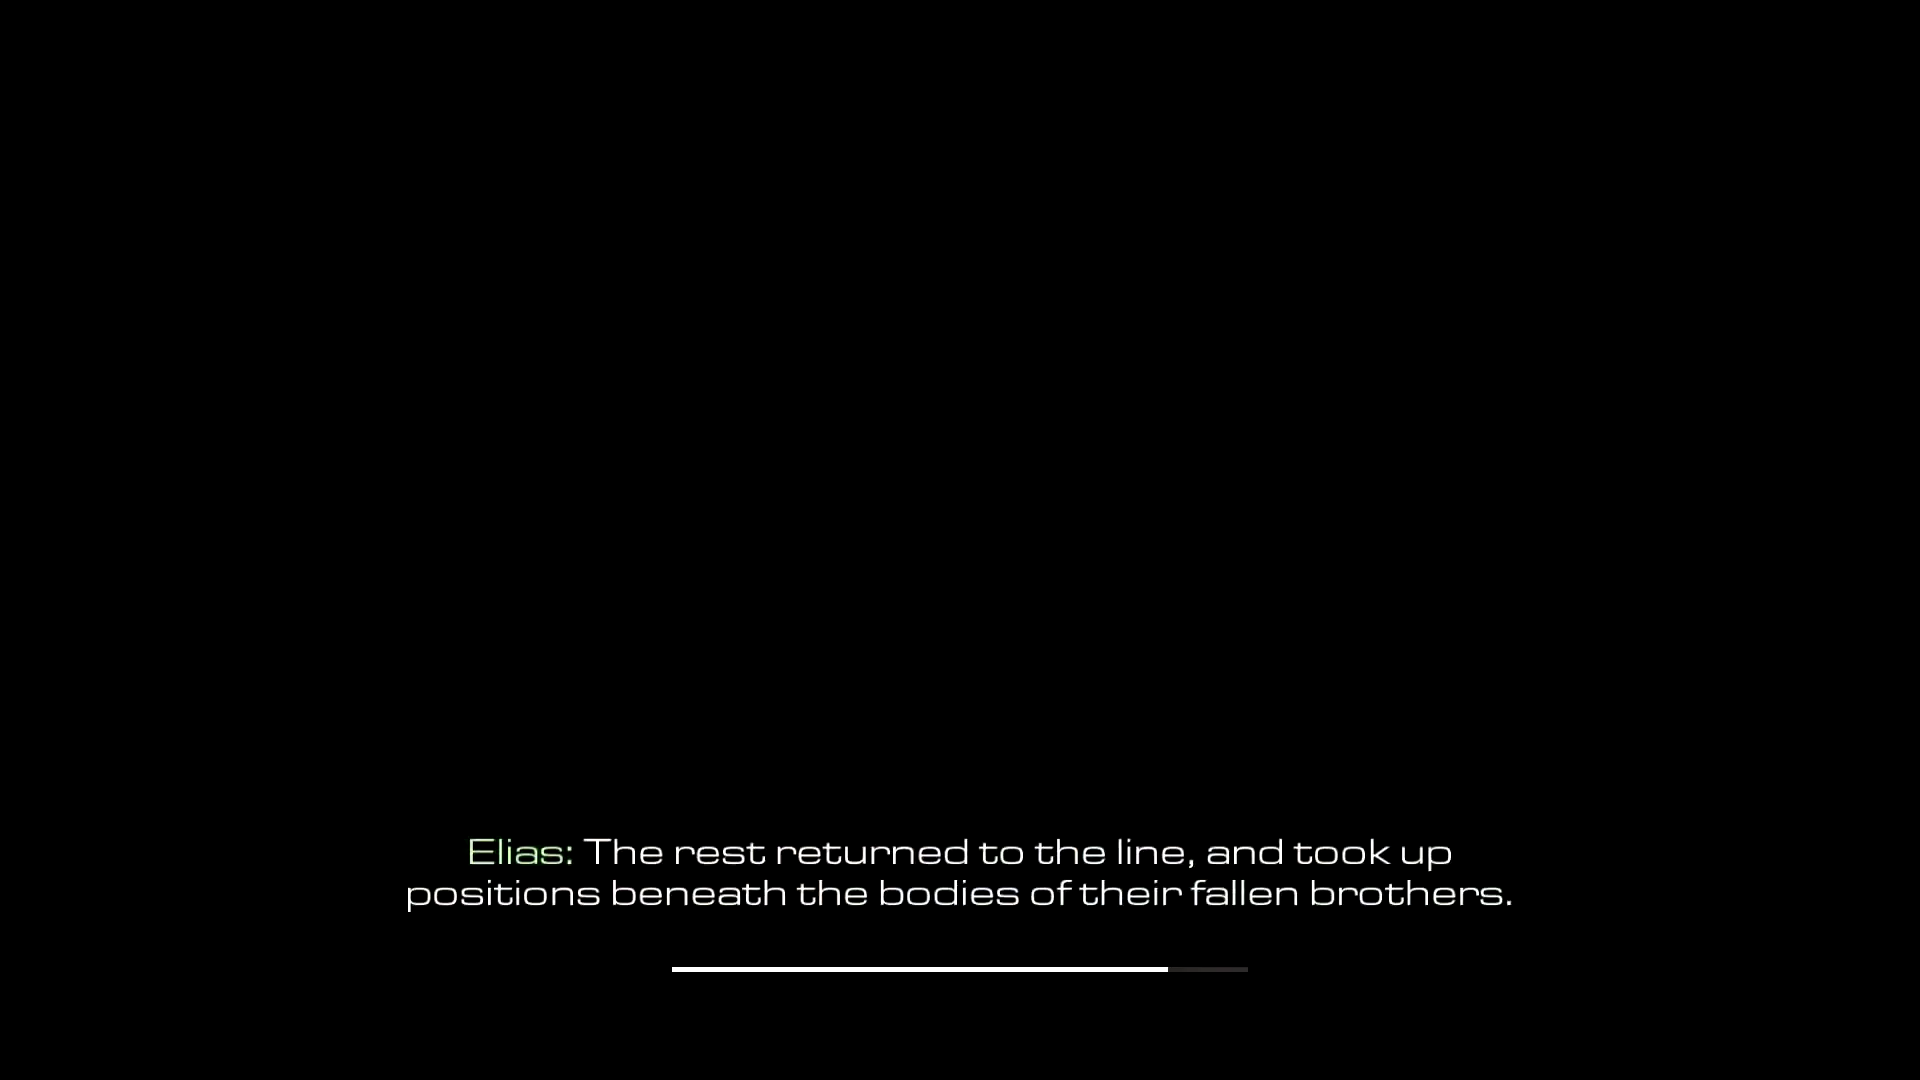 Elias: The rest returned to the line, and took up
positions beneath the bodies of their fallen brothers.